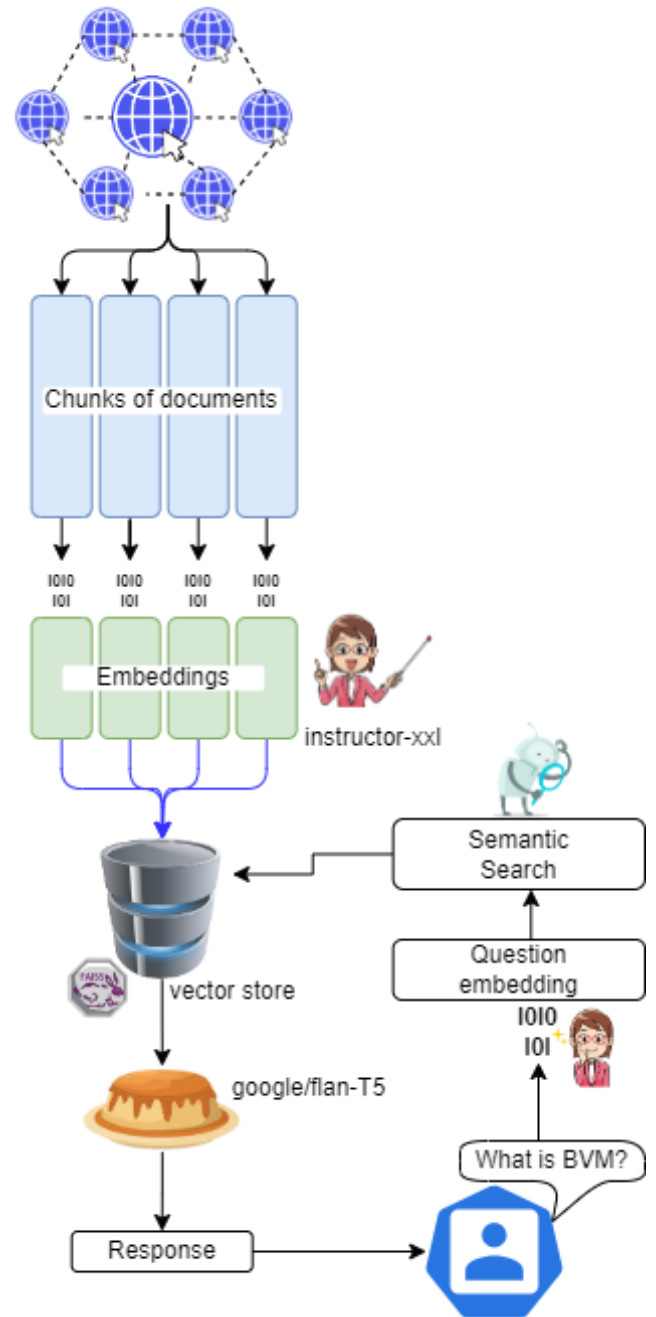 Chunks of documents
1010 1010 1010 1010
101 101 101 101
Embeddings
instructor-xxl
Semantic
Search
Question
embedding
1010
101
FAISS
vector store
google/flan-T5
What is BVM?
Response